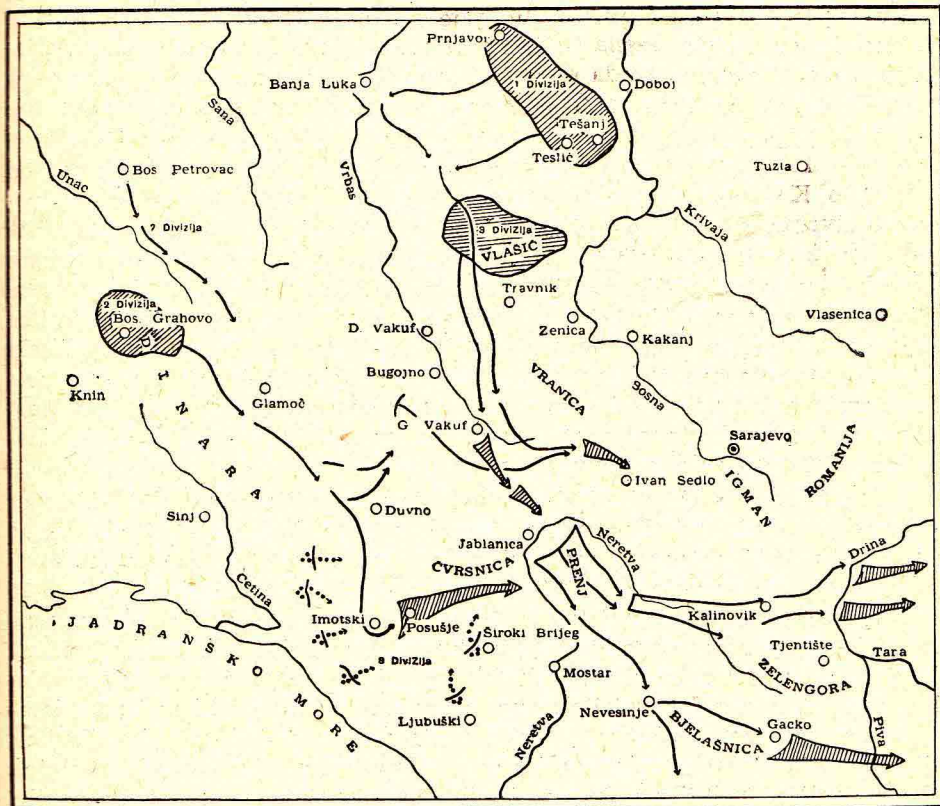 Prnjavor
Banja Luka
1 Divizija
Doboj
Sana
Tešanj
Teslić
Unac
Bos Petrovac
Vrbas
Tuzla
Krivaja
? Divizija
3 Divizija
VLAŠIĆ
2 Divizija
Bos. Grahovo
Travnik
Vlasenica
D. Vakuf
Zenica
Kakanj
Knin
Glamoč
Bugojno
VRANICA
Bosna
DINARA
G Vakuf
Sarajevo
ROMANIJA
Ivan Sedlo
IGMAN
Sinj
Duvno
Jablanica
Neretva
Drina
ČVRSNICA
PRENJ
Cetina
Imotski
Posušje
Kalinovik
JADRANSKO MORE
Široki Brijeg
Tjentište
Tara
9 Divizija
Mostar
ZELENGORA
Ljubuški
Neretva
Nevesinje
BJELAŠNICA
Gacko
Piva